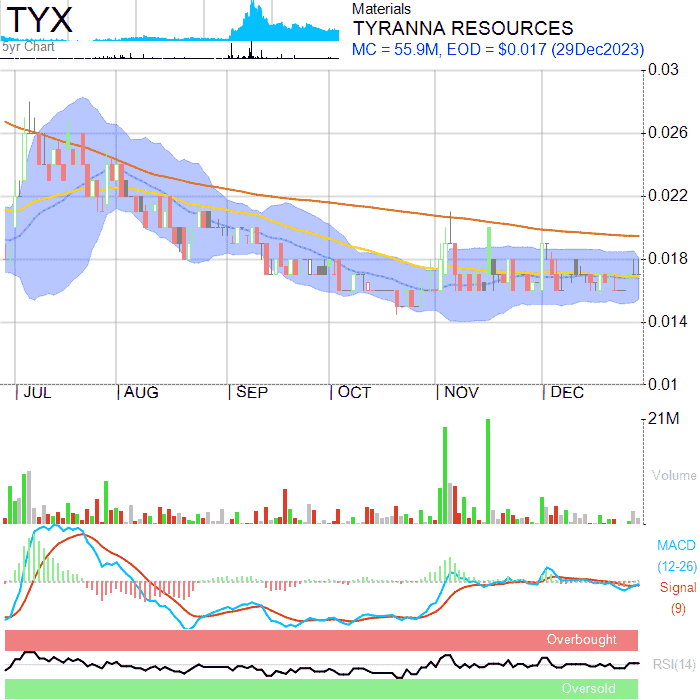 TYX
5yr Chart
Materials
TYRANNA RESOURCES
MC = 55.9M, EOD = $0.017 (29Dec2023)
0.03
0.026
0.022
0.018
0.014
0.01
JUL AUG SEP OCT NOV DEC
21M
Volume
MACD
(12-26)
Signal
(9)
Overbought
RSI(14)
Oversold